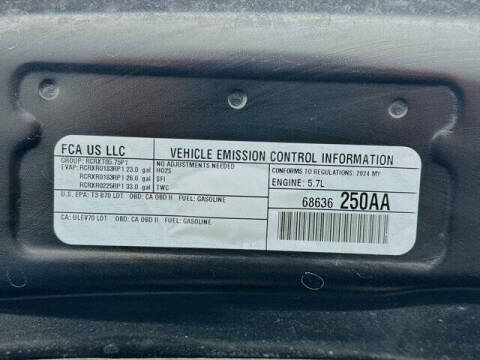 FCA US LLC
VEHICLE EMISSION CONTROL INFORMATION
GROUP: RCRXT05.75P1
EVAP: RCRXR0183RP1 23.0 gal
RCRXR0183RP1 26.0 gal
RCRXR0225RP1 33.0 gal
NO ADJUSTMENTS NEEDED
HO2S
SFI
TWC
CONFORMS TO REGULATIONS: 2024 MY
ENGINE: 5.7L
U.S. EPA: T3 B70 LDT OBD: CA OBD II FUEL: GASOLINE
CA: ULEV70 LDT OBD: CA OBD II FUEL: GASOLINE
68636 250AA